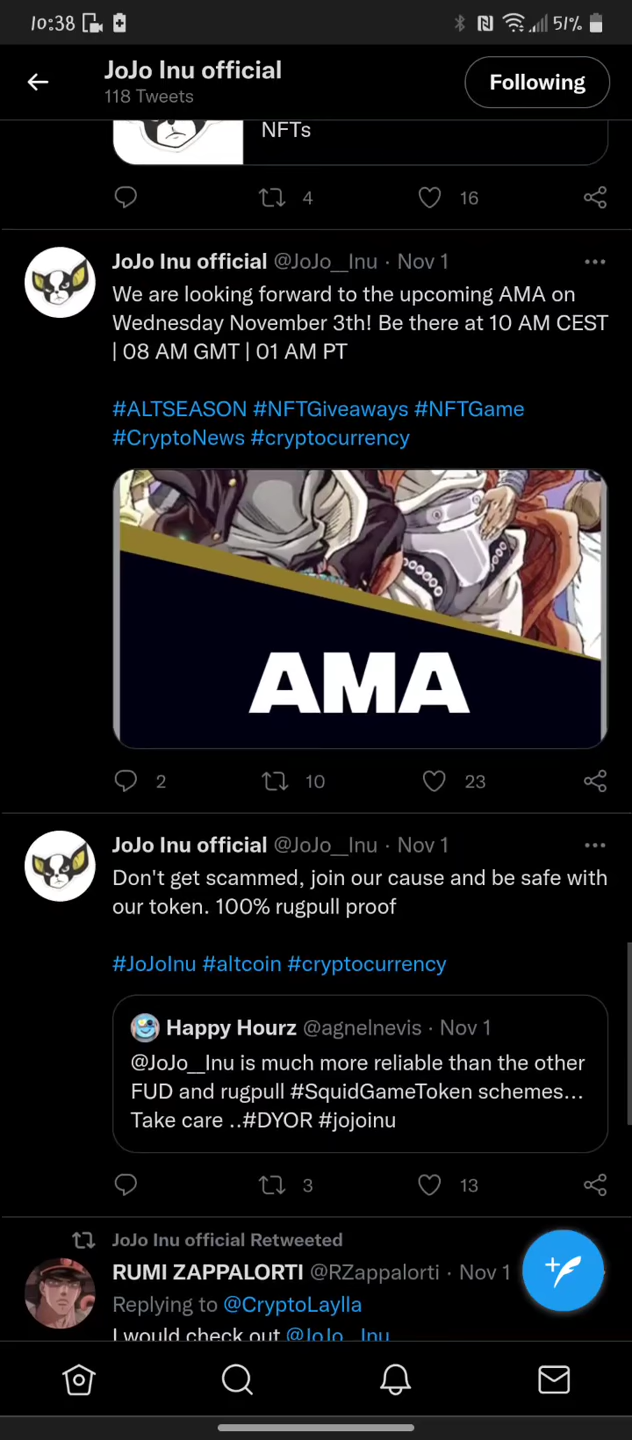 10:38
51%
JoJo Inu official
118 Tweets
Following
NFTs
4
16
JoJo Inu official @JoJo__Inu · Nov 1
We are looking forward to the upcoming AMA on
Wednesday November 3th! Be there at 10 AM CEST
| 08 AM GMT | 01 AM PT
#ALTSEASON #NFTGiveaways #NFTGame
#CryptoNews #cryptocurrency
AMA
2
10
23
JoJo Inu official @JoJo__Inu · Nov 1
Don't get scammed, join our cause and be safe with
our token. 100% rugpull proof
#JoJoInu #altcoin #cryptocurrency
Happy Hourz @agnelnevis · Nov 1
@JoJo__Inu is much more reliable than the other
FUD and rugpull #SquidGameToken schemes...
Take care ..#DYOR #jojoinu
3
13
JoJo Inu official Retweeted
RUMI ZAPPALORTI @RZappalorti · Nov 1
Replying to @CryptoLaylla
I would check out @JoJo__Inu